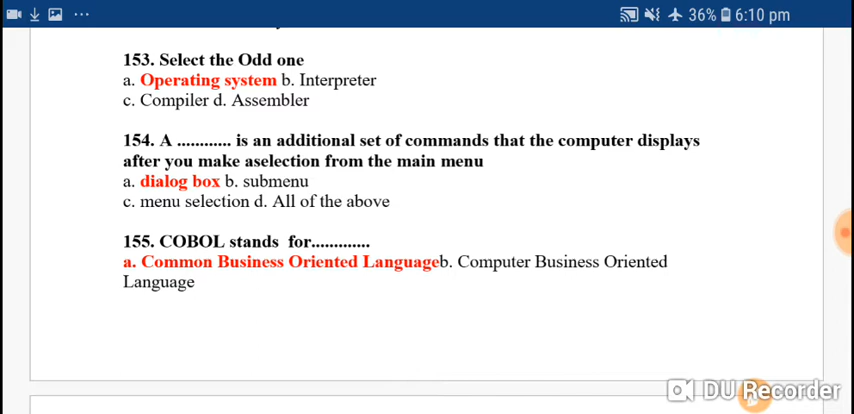 36% 6:10 pm
153. Select the Odd one
a. Operating system b. Interpreter
c. Compiler d. Assembler
154. A ............ is an additional set of commands that the computer displays
after you make aselection from the main menu
a. dialog box b. submenu
c. menu selection d. All of the above
155. COBOL stands for.............
a. Common Business Oriented Languageb. Computer Business Oriented
Language
DU Recorder